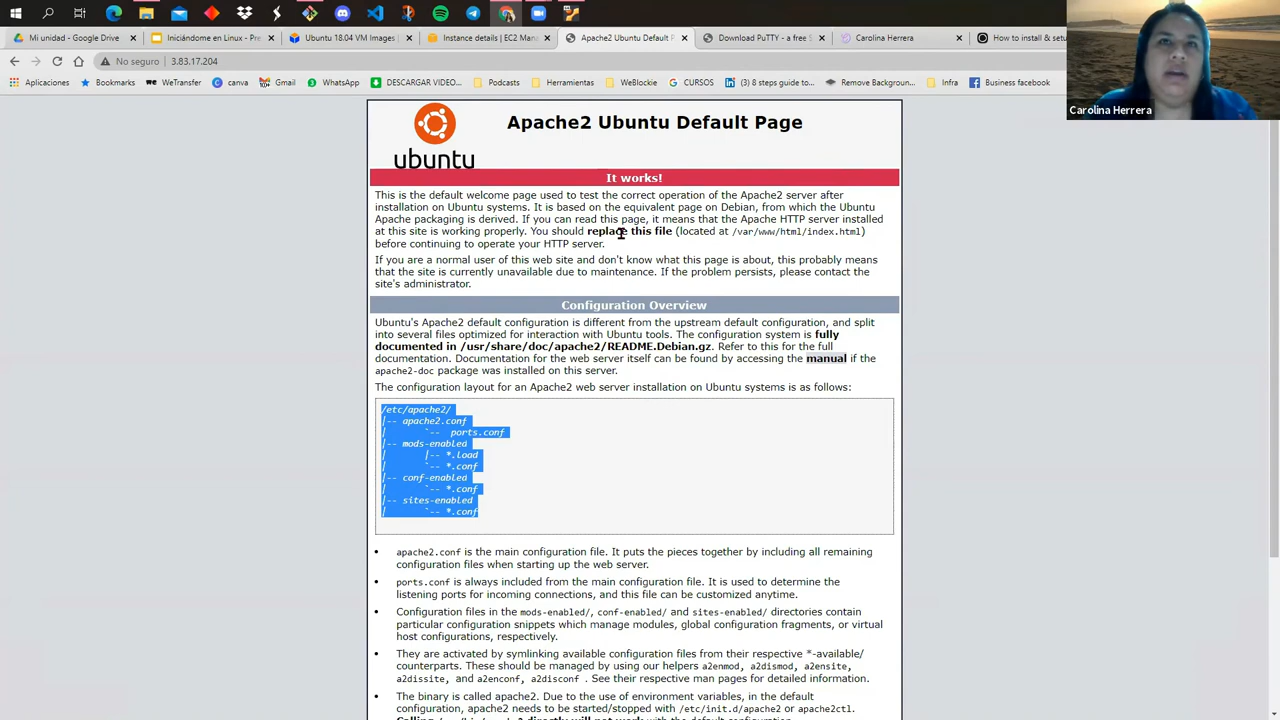 Mi unidad - Google Drive
Iniciándome en Linux - Pre
Ubuntu 18.04 VM Images
Instance details | EC2 Man
Apache2 Ubuntu Default P
Download PuTTY - a free S
Carolina Herrera
How to install & setu
No seguro
3.83.17.204
Aplicaciones
Bookmarks
WeTransfer
canva
Gmail
WhatsApp
DESCARGAR VIDEO...
Podcasts
Herramientas
WeBlockie
CURSOS
(3) 8 steps guide to...
Remove Backgroun...
Infra
Business facebook
Carolina Herrera
Apache2 Ubuntu Default Page
ubuntu
It works!
This is the default welcome page used to test the correct operation of the Apache2 server after
installation on Ubuntu systems. It is based on the equivalent page on Debian, from which the Ubuntu
Apache packaging is derived. If you can read this page, it means that the Apache HTTP server installed
at this site is working properly. You should replace this file (located at /var/www/html/index.html)
before continuing to operate your HTTP server.
If you are a normal user of this web site and don't know what this page is about, this probably means
that the site is currently unavailable due to maintenance. If the problem persists, please contact the
site's administrator.
Configuration Overview
Ubuntu's Apache2 default configuration is different from the upstream default configuration, and split
into several files optimized for interaction with Ubuntu tools. The configuration system is fully
documented in /usr/share/doc/apache2/README.Debian.gz. Refer to this for the full
documentation. Documentation for the web server itself can be found by accessing the manual if the
apache2-doc package was installed on this server.
The configuration layout for an Apache2 web server installation on Ubuntu systems is as follows:
/etc/apache2/
|-- apache2.conf
|       `--  ports.conf
|-- mods-enabled
|       |-- *.load
|       `-- *.conf
|-- conf-enabled
|       `-- *.conf
|-- sites-enabled
|       `-- *.conf
• apache2.conf is the main configuration file. It puts the pieces together by including all remaining
configuration files when starting up the web server.
• ports.conf is always included from the main configuration file. It is used to determine the
listening ports for incoming connections, and this file can be customized anytime.
• Configuration files in the mods-enabled/, conf-enabled/ and sites-enabled/ directories contain
particular configuration snippets which manage modules, global configuration fragments, or virtual
host configurations, respectively.
• They are activated by symlinking available configuration files from their respective *-available/
counterparts. These should be managed by using our helpers a2enmod, a2dismod, a2ensite,
a2dissite, and a2enconf, a2disconf . See their respective man pages for detailed information.
• The binary is called apache2. Due to the use of environment variables, in the default
configuration, apache2 needs to be started/stopped with /etc/init.d/apache2 or apache2ctl.